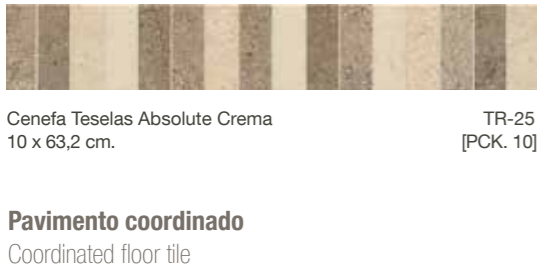 Cenefa Teselas Absolute Crema TR-25
10 x 63,2 cm. [PCK. 10]
Pavimento coordinado
Coordinated floor tile